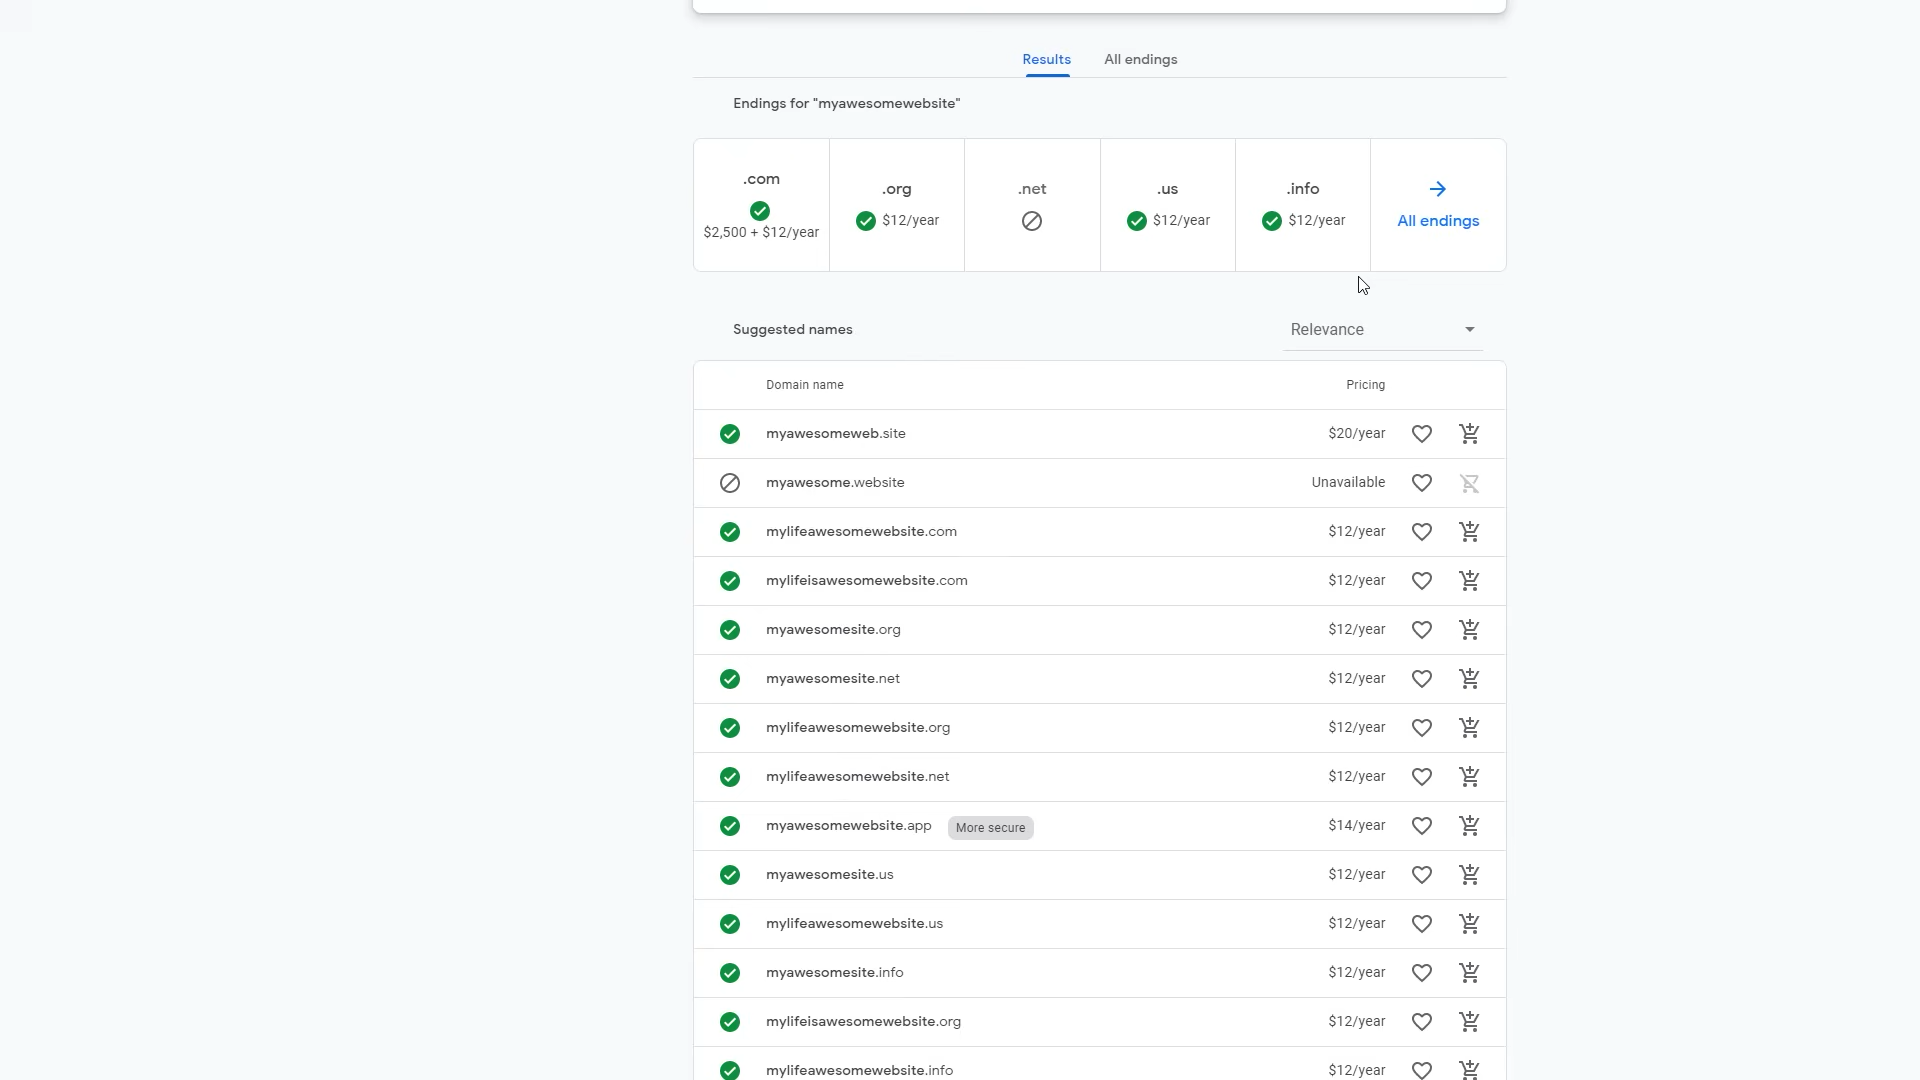 Results All endings
Endings for "myawesomewebsite"
.com .org .net .us .info
$2,500 + $12/year $12/year $12/year $12/year All endings
Suggested names Relevance
Domain name Pricing
myawesomeweb.site $20/year
myawesome.website Unavailable
mylifeawesomewebsite.com $12/year
mylifeisawesomewebsite.com $12/year
myawesomesite.org $12/year
myawesomesite.net $12/year
mylifeawesomewebsite.org $12/year
mylifeawesomewebsite.net $12/year
myawesomewebsite.app More secure $14/year
myawesomesite.us $12/year
mylifeawesomewebsite.us $12/year
myawesomesite.info $12/year
mylifeisawesomewebsite.org $12/year
mylifeawesomewebsite.info $12/year